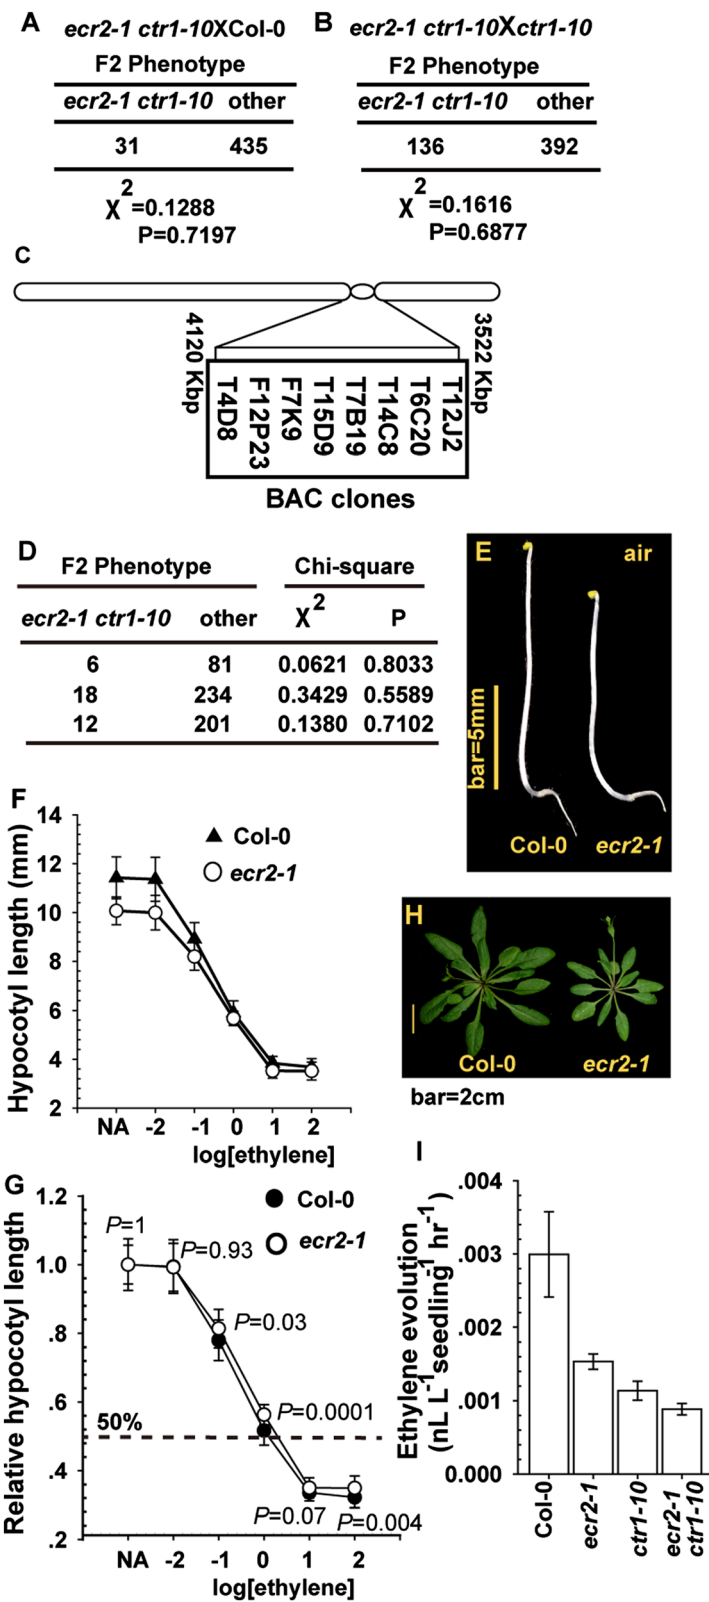 A
ecr2-1 ctr1-10XCol-0
F2 Phenotype
ecr2-1 ctr1-10 other
31 435
χ2=0.1288
P=0.7197
B
ecr2-1 ctr1-10Xctr1-10
F2 Phenotype
ecr2-1 ctr1-10 other
136 392
χ2=0.1616
P=0.6877
C
4120 Kbp
3522 Kbp
T4D8
F12P23
F7K9
T15D9
T7B19
T14C8
T6C20
T12J2
BAC clones
D
F2 Phenotype Chi-square
ecr2-1 ctr1-10 other χ2 P
6 81 0.0621 0.8033
18 234 0.3429 0.5589
12 201 0.1380 0.7102
E
air
bar=5mm
Col-0 ecr2-1
F
Hypocotyl length (mm)
14
12
10
8
6
4
2
Col-0
ecr2-1
NA -2 -1 0 1 2
log[ethylene]
H
Col-0 ecr2-1
bar=2cm
G
Relative hypocotyl length
1.2
1.0
.8
.6
.4
.2
Col-0
ecr2-1
P=1
P=0.93
P=0.03
P=0.0001
50%
P=0.07
P=0.004
NA -2 -1 0 1 2
log[ethylene]
I
Ethylene evolution
(nL L-1seedling-1 hr-1)
.004
.003
.002
.001
0.000
Col-0
ecr2-1
ctr1-10
ecr2-1
ctr1-10